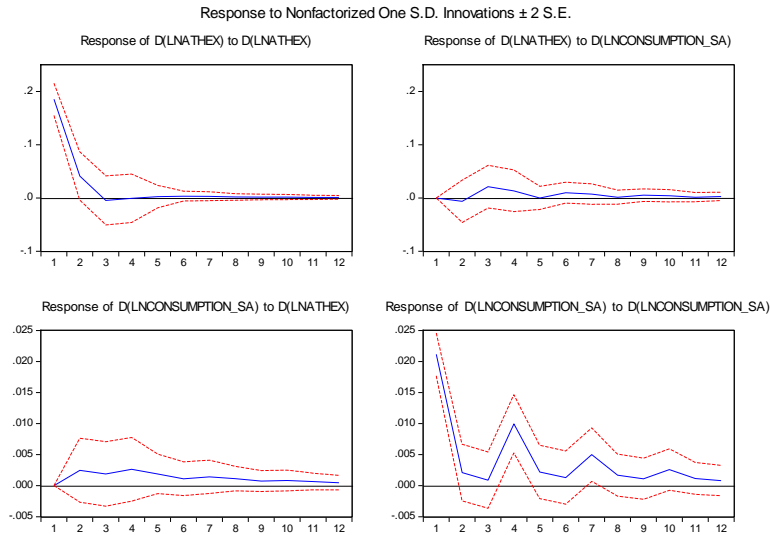 Response to Nonfactorized One S.D. Innovations ± 2 S.E.
Response of D(LNATHEX) to D(LNATHEX)
.2
.1
.0
-.1
1 2 3 4 5 6 7 8 9 10 11 12
Response of D(LNATHEX) to D(LNCONSUMPTION_SA)
.2
.1
.0
-.1
1 2 3 4 5 6 7 8 9 10 11 12
Response of D(LNCONSUMPTION_SA) to D(LNATHEX)
.025
.020
.015
.010
.005
.000
-.005
1 2 3 4 5 6 7 8 9 10 11 12
Response of D(LNCONSUMPTION_SA) to D(LNCONSUMPTION_SA)
.025
.020
.015
.010
.005
.000
-.005
1 2 3 4 5 6 7 8 9 10 11 12